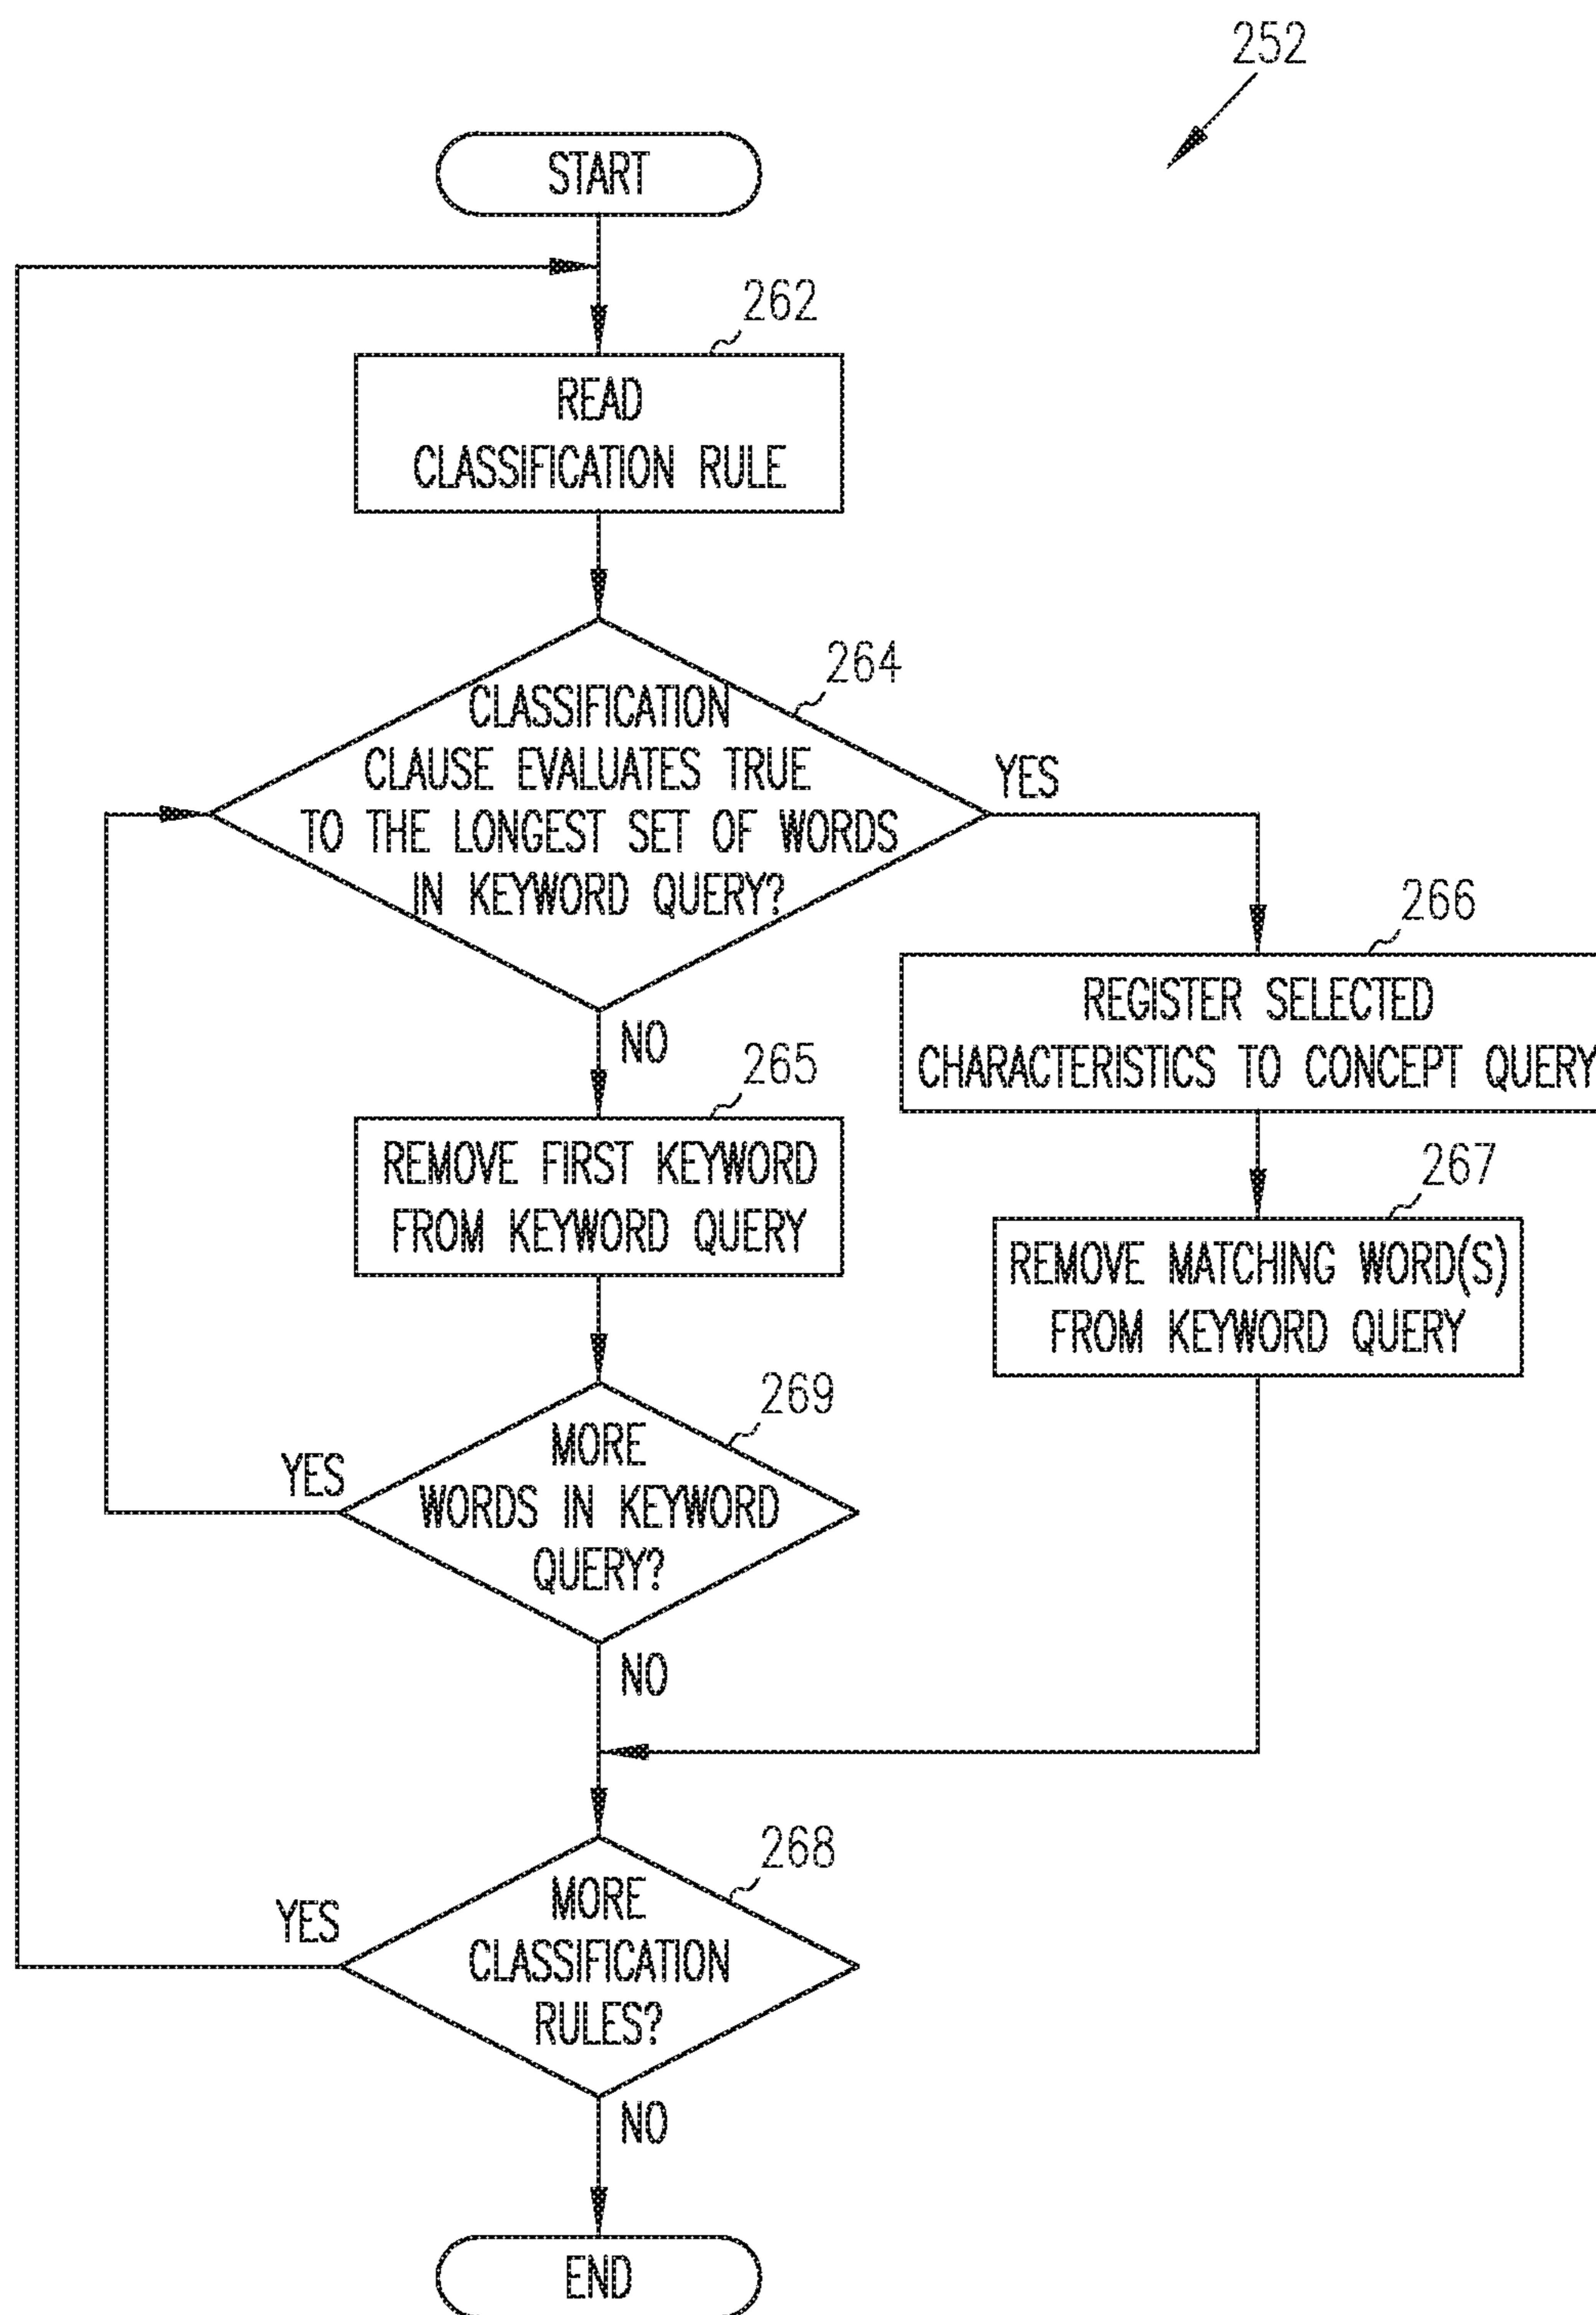 252
START
262
READ
CLASSIFICATION RULE
264
CLASSIFICATION
CLAUSE EVALUATES TRUE
TO THE LONGEST SET OF WORDS
IN KEYWORD QUERY?
YES
NO
266
REGISTER SELECTED
CHARACTERISTICS TO CONCEPT QUERY
265
REMOVE FIRST KEYWORD
FROM KEYWORD QUERY
267
REMOVE MATCHING WORD(S)
FROM KEYWORD QUERY
269
MORE
WORDS IN KEYWORD
QUERY?
YES
NO
268
MORE
CLASSIFICATION
RULES?
YES
NO
END